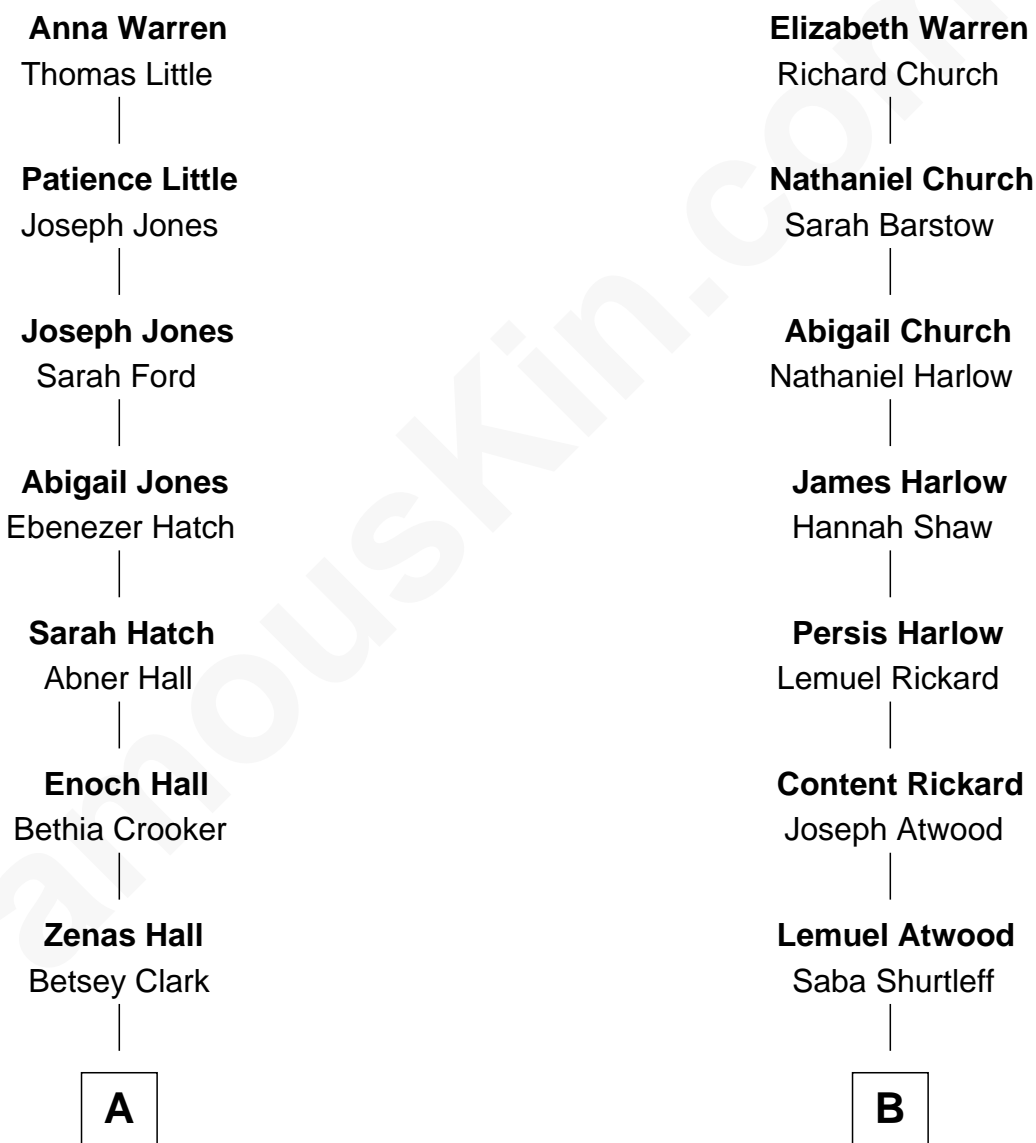 Anna Warren
Thomas Little
Patience Little
Joseph Jones
Joseph Jones
Sarah Ford
Abigail Jones
Ebenezer Hatch
Sarah Hatch
Abner Hall
Enoch Hall
Bethia Crooker
Zenas Hall
Betsey Clark
A
Elizabeth Warren
Richard Church
Nathaniel Church
Sarah Barstow
Abigail Church
Nathaniel Harlow
James Harlow
Hannah Shaw
Persis Harlow
Lemuel Rickard
Content Rickard
Joseph Atwood
Lemuel Atwood
Saba Shurtleff
B
amouskin.com